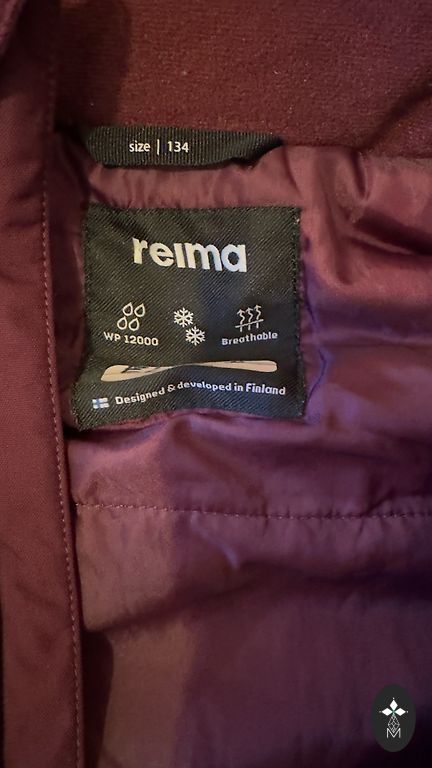 size | 134
reima
WP 12000
Breathable
Designed & developed in Finland
M